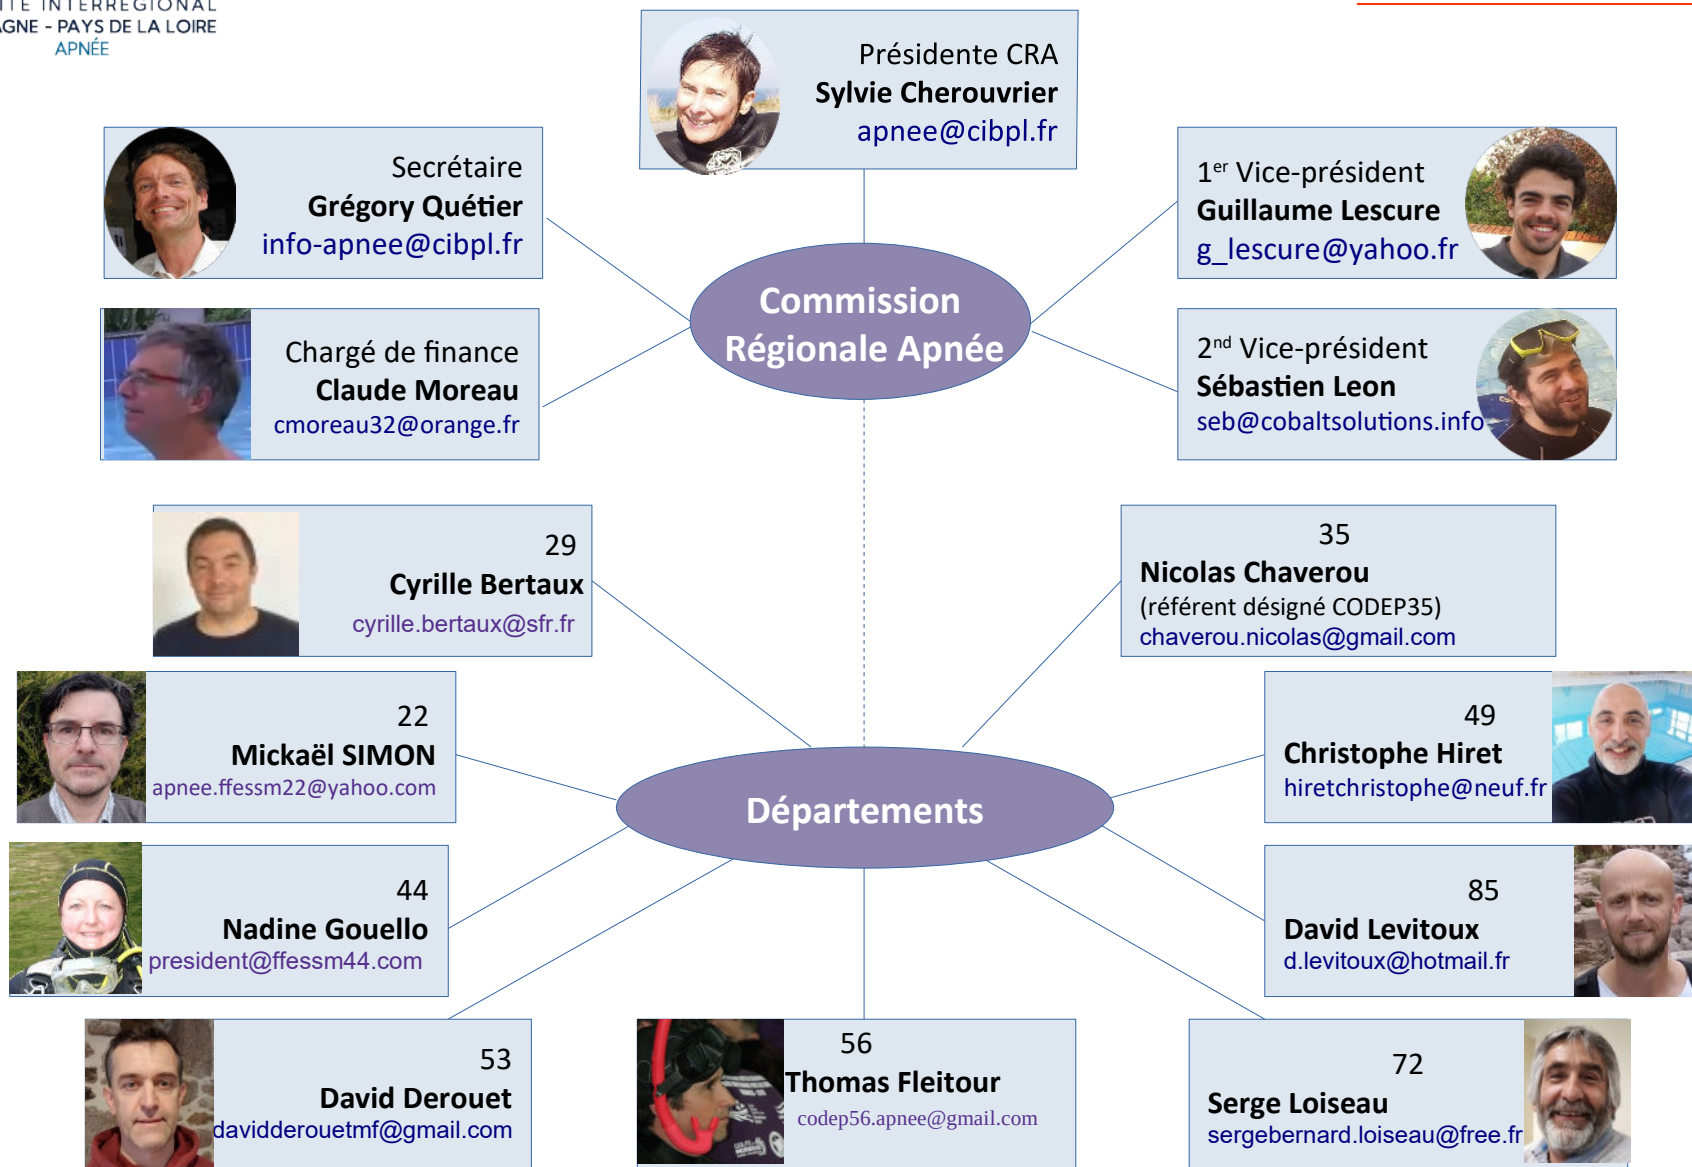 INTERREGIONAL
- PAYS DE LA LOIRE
APNÉE
Présidente CRA
Sylvie Cherouvrier
apnee@cibpl.fr
Secrétaire
Grégory Quétier
info-apnee@cibpl.fr
1er Vice-président
Guillaume Lescure
g_lescure@yahoo.fr
Commission
Régionale Apnée
Chargé de finance
Claude Moreau
cmoreau32@orange.fr
2nd Vice-président
Sébastien Leon
seb@cobaltsolutions.info
29
Cyrille Bertaux
cyrille.bertaux@sfr.fr
35
Nicolas Chaverou
(référent désigné CODEP35)
chaverou.nicolas@gmail.com
22
Mickaël SIMON
apnee.ffessm22@yahoo.com
49
Christophe Hiret
hiretchristophe@neuf.fr
Départements
44
Nadine Gouello
president@ffessm44.com
85
David Levitoux
d.levitoux@hotmail.fr
53
David Derouet
davidderouetmf@gmail.com
56
Thomas Fleitour
codep56.apnee@gmail.com
72
Serge Loiseau
sergebernard.loiseau@free.fr